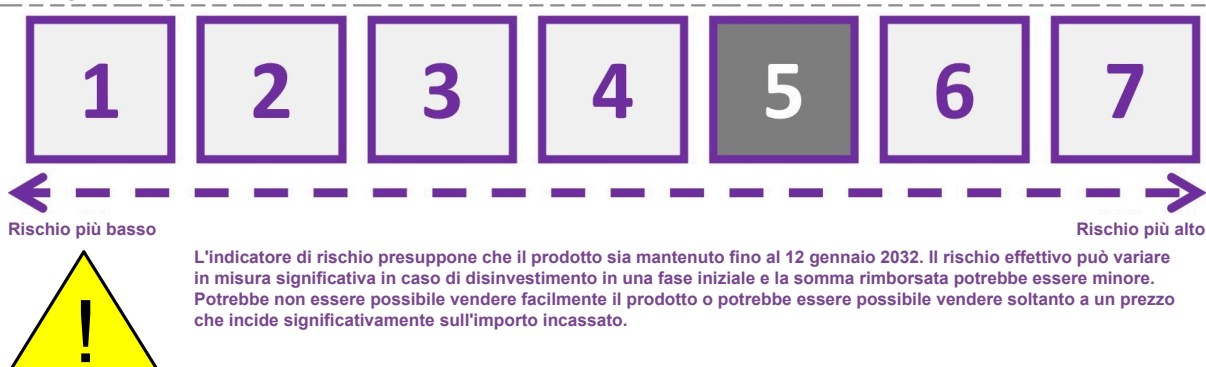 1 2 3 4 5 6 7
Rischio più basso Rischio più alto
L'indicatore di rischio presuppone che il prodotto sia mantenuto fino al 12 gennaio 2032. Il rischio effettivo può variare
in misura significativa in caso di disinvestimento in una fase iniziale e la somma rimborsata potrebbe essere minore.
Potrebbe non essere possibile vendere facilmente il prodotto o potrebbe essere possibile vendere soltanto a un prezzo
che incide significativamente sull'importo incassato.
!